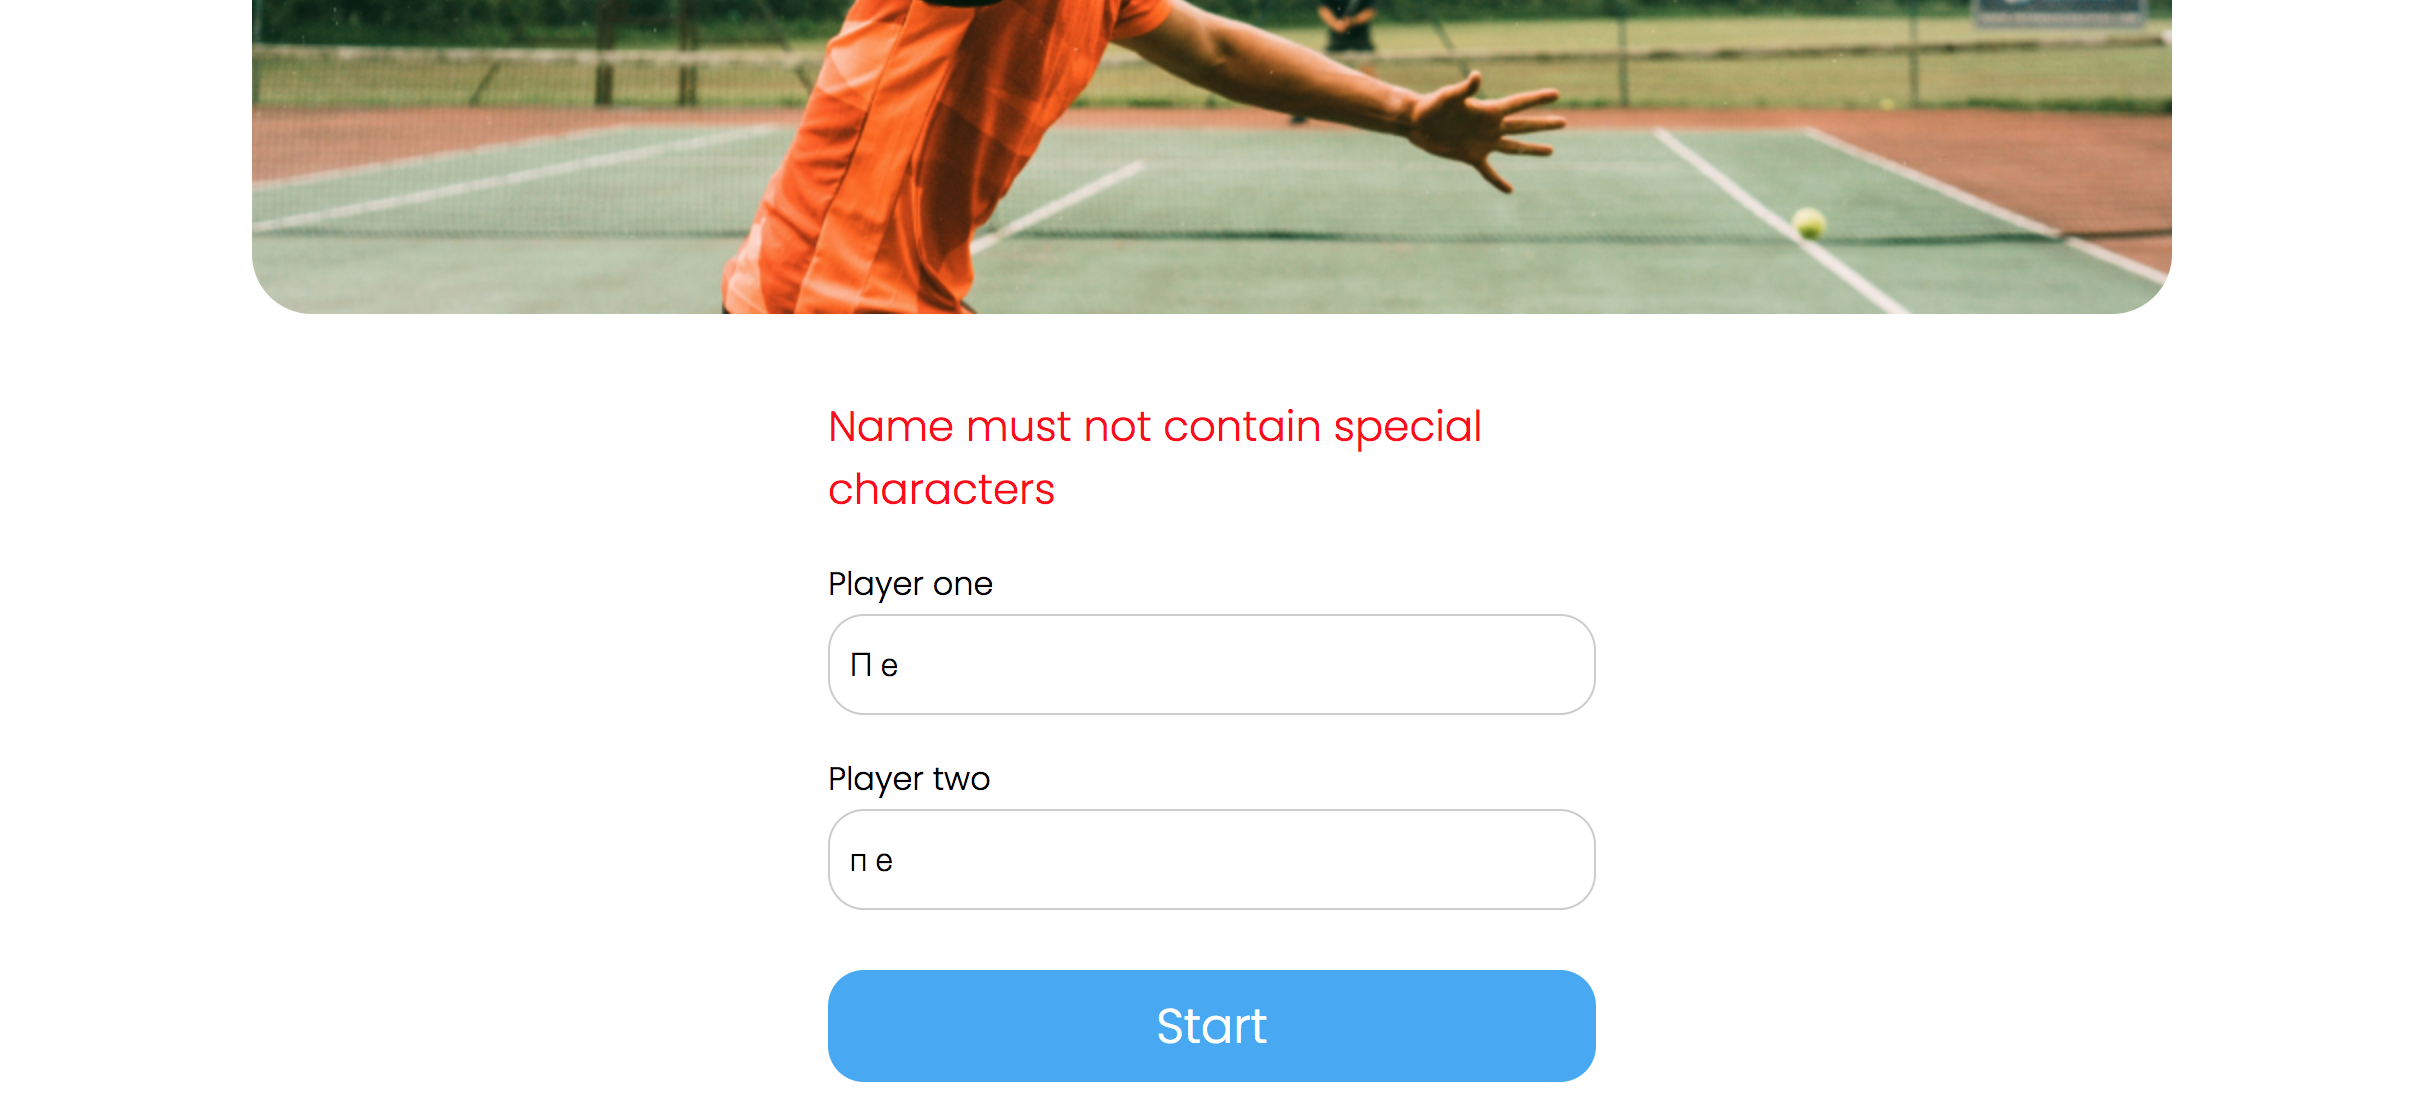 Name must not contain special
characters
Player one
П е
Player two
п е
Start